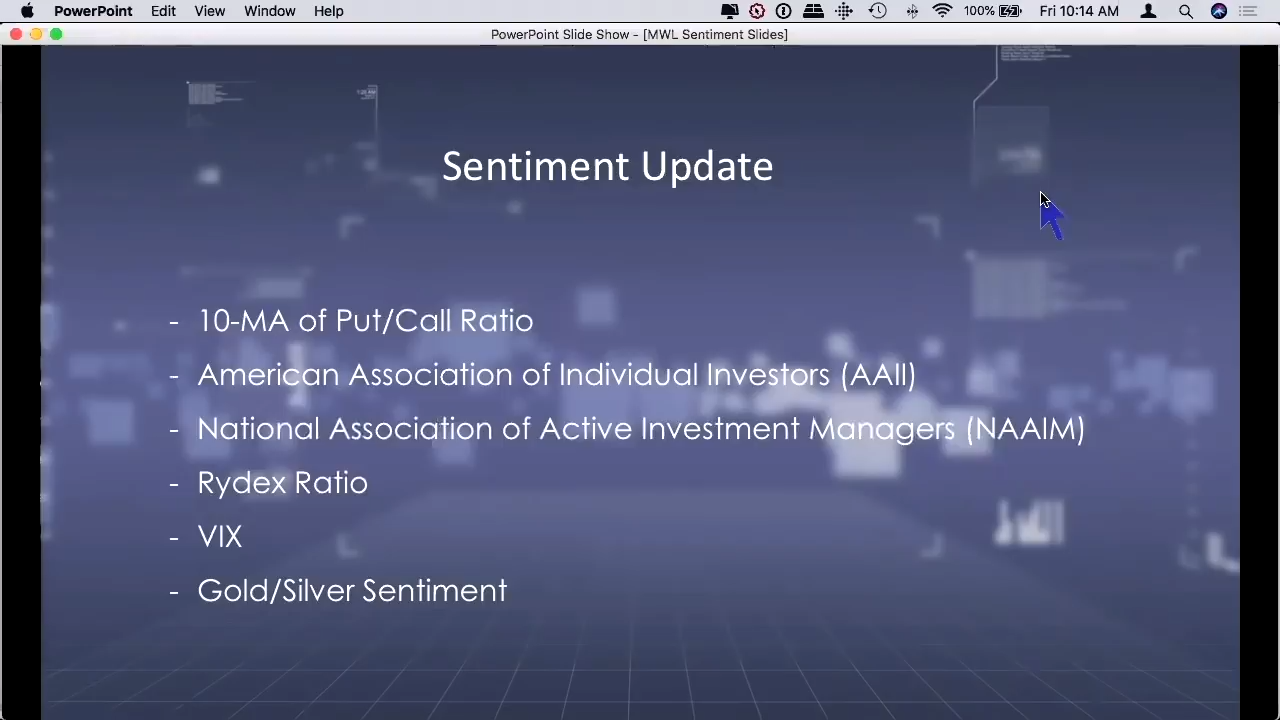 PowerPoint Edit View Window Help 100% Fri 10:14 AM
PowerPoint Slide Show - [MWL Sentiment Slides]
Sentiment Update
- 10-MA of Put/Call Ratio
- American Association of Individual Investors (AAII)
- National Association of Active Investment Managers (NAAIM)
- Rydex Ratio
- VIX
- Gold/Silver Sentiment